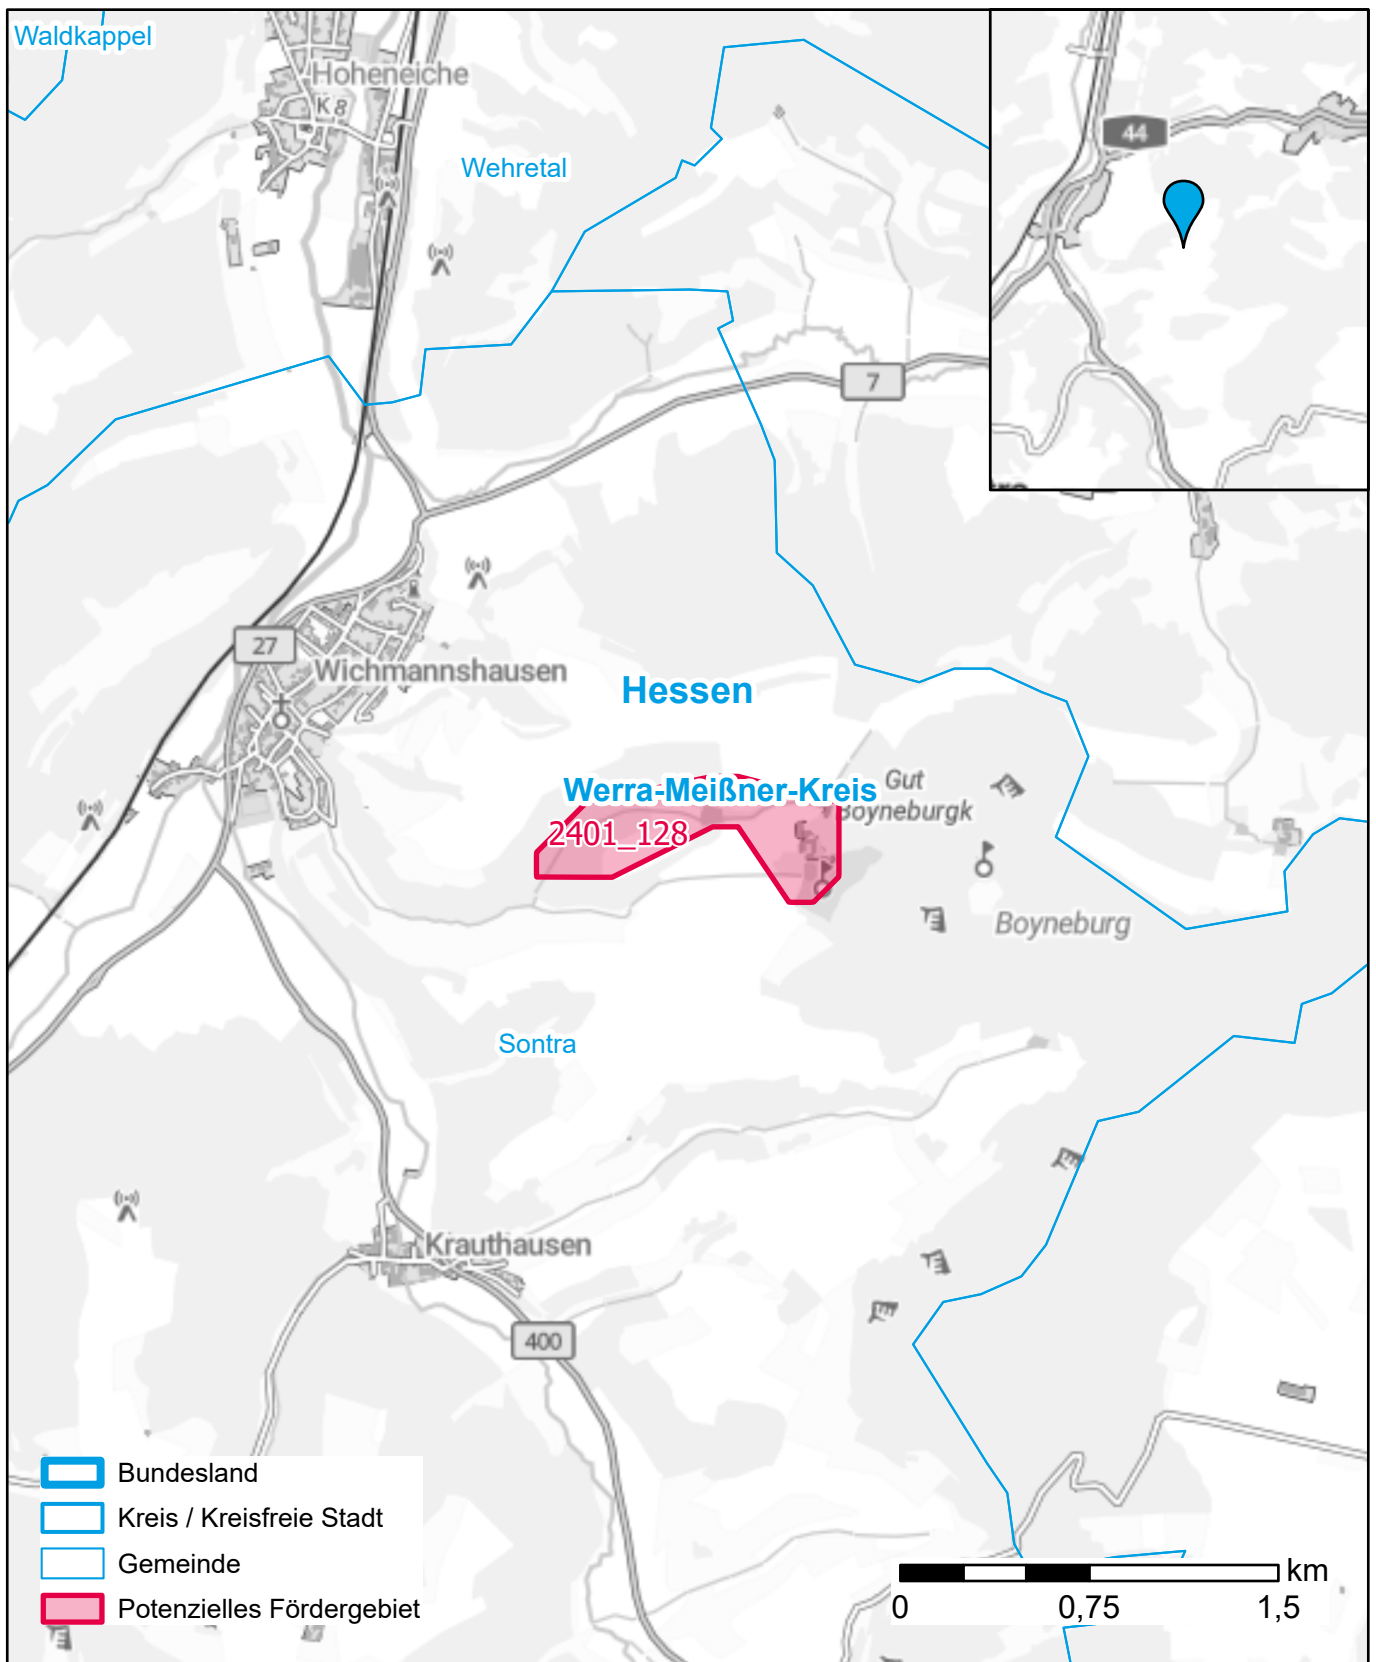 Waldkappel
Hoheneiche
K 8
Wehretal
44
7
27
Wichmannshausen
Hessen
Werra-Meißner-Kreis
Gut
Boyneburgk
2401_128
Boyneburg
Sontra
Krauthausen
400
Bundesland
Kreis / Kreisfreie Stadt
Gemeinde
Potenzielles Fördergebiet
km
0
0,75
1,5